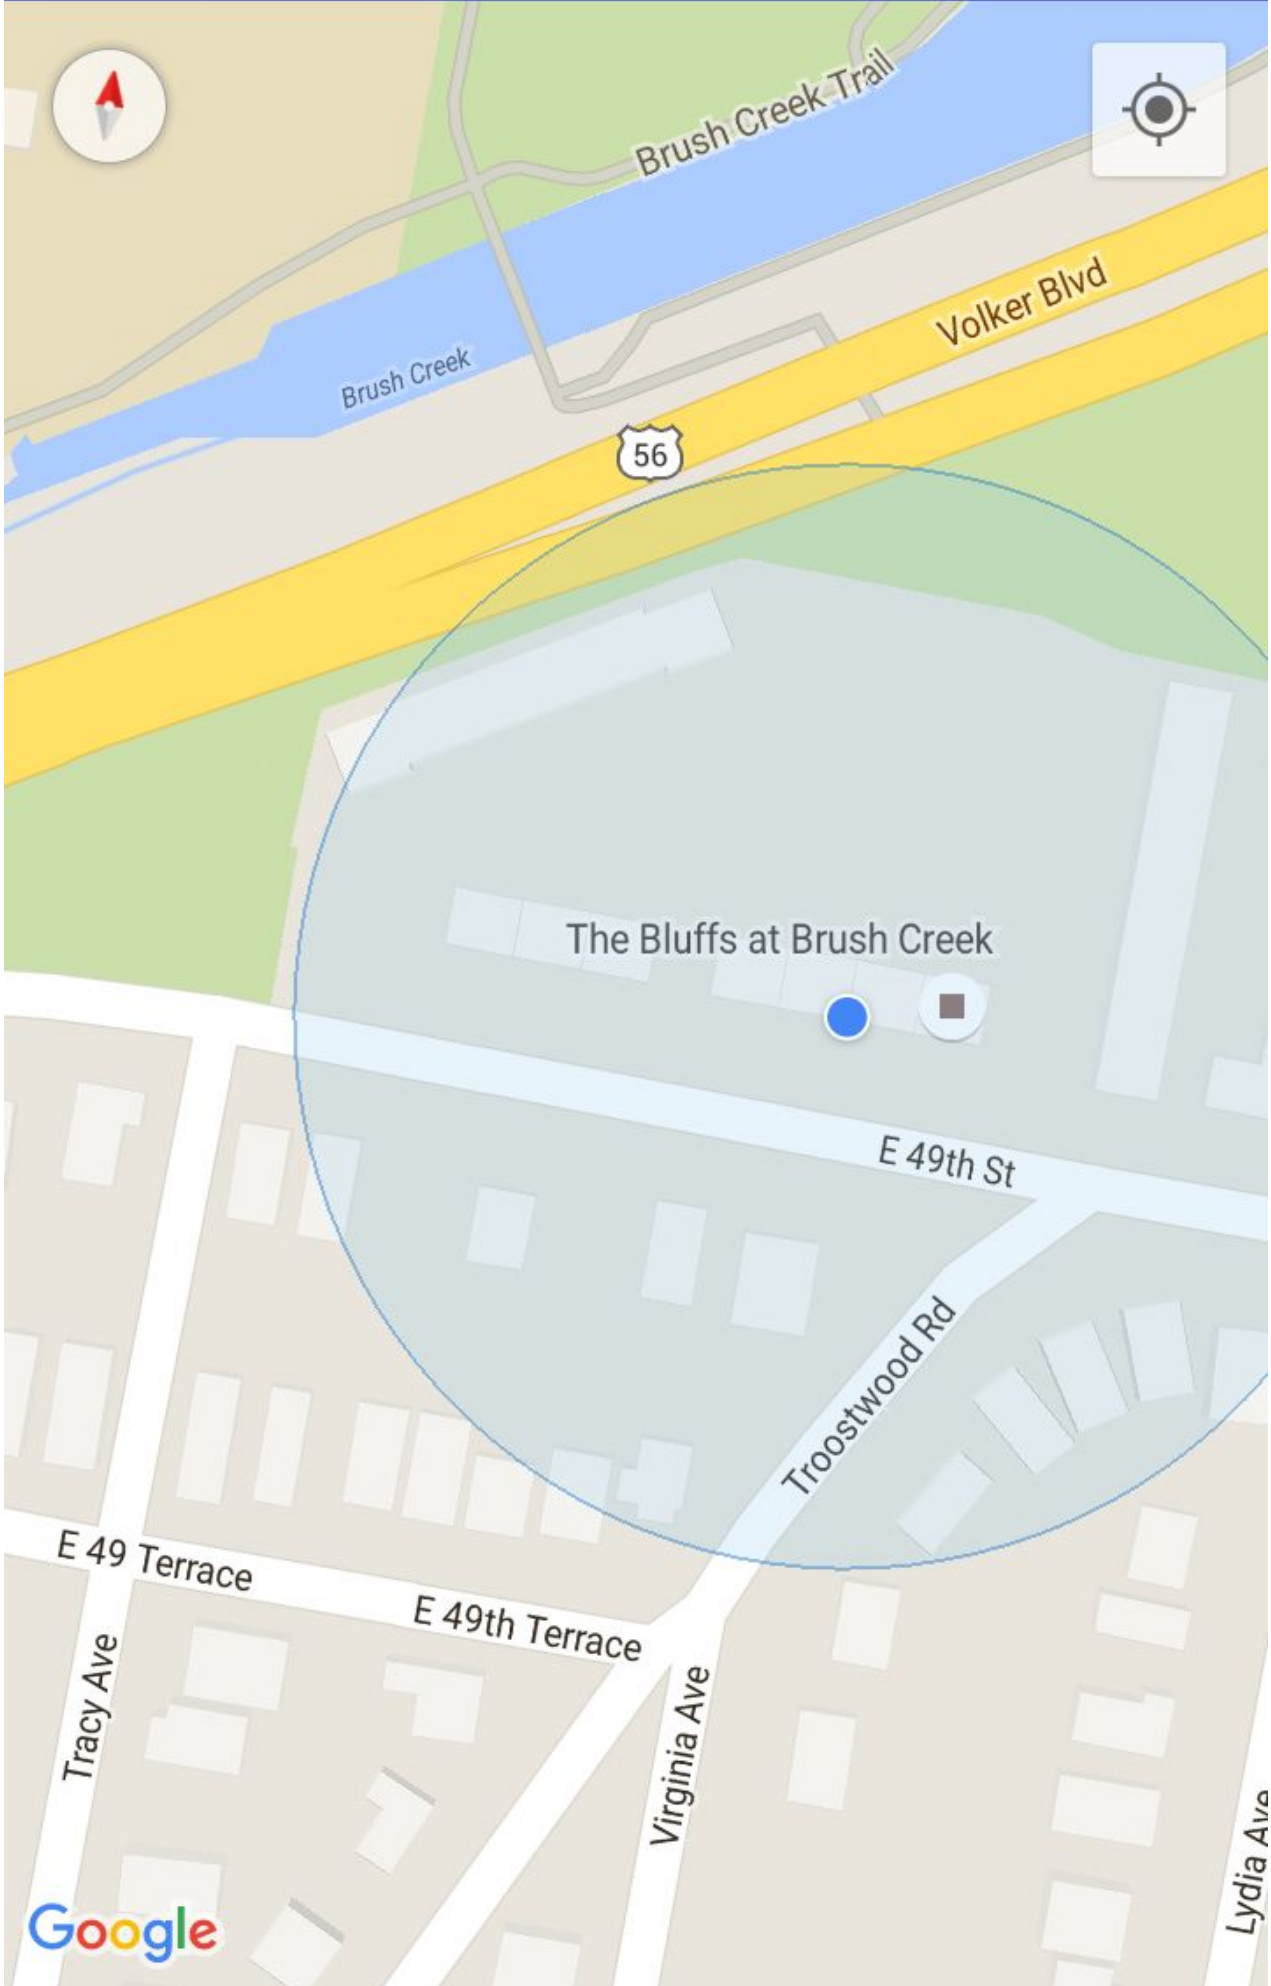 Brush Creek Trail
Volker Blvd
Brush Creek
56
The Bluffs at Brush Creek
E 49th St
Troostwood Rd
E 49 Terrace
E 49th Terrace
Tracy Ave
Virginia Ave
Lydia Ave
Google